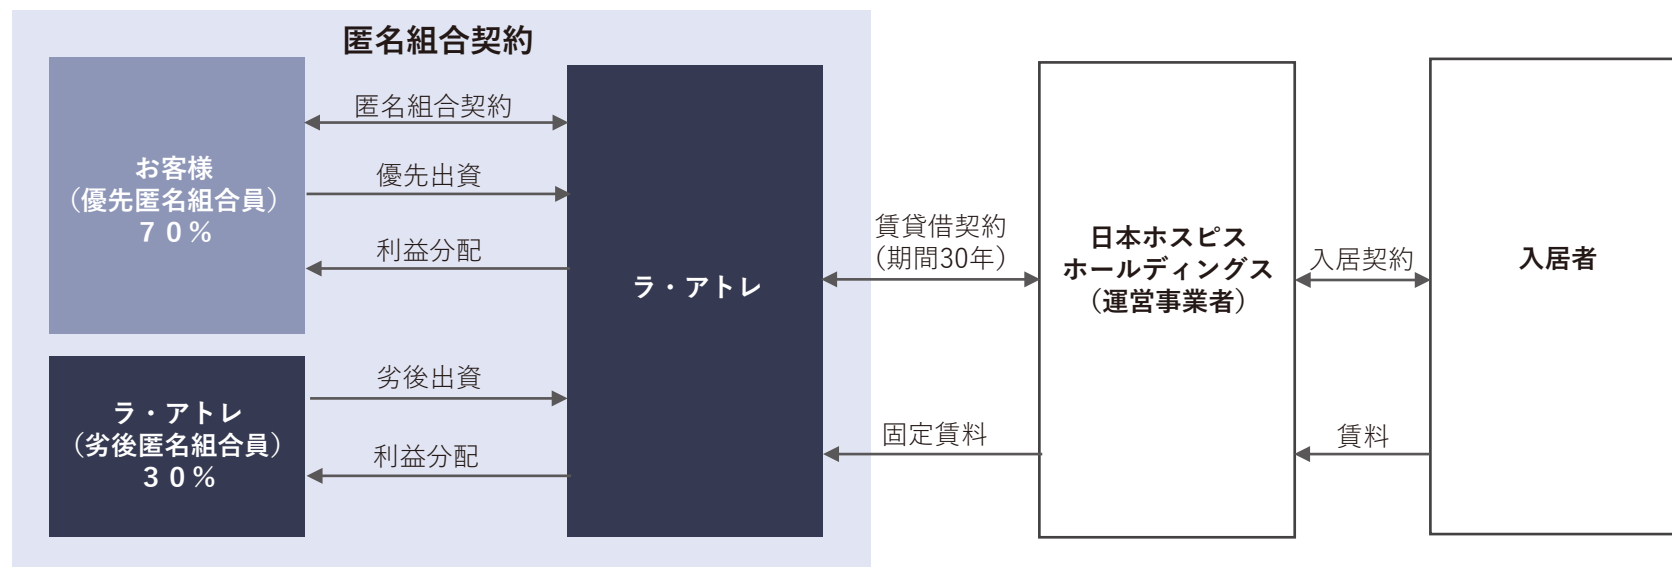 匿名組合契約
お客様
（優先匿名組合員）
７０％
匿名組合契約
優先出資
利益分配
ラ・アトレ
（劣後匿名組合員）
３０％
劣後出資
利益分配
ラ・アトレ
賃貸借契約
（期間30年）
固定賃料
日本ホスピス
ホールディングス
（運営事業者）
入居契約
賃料
入居者